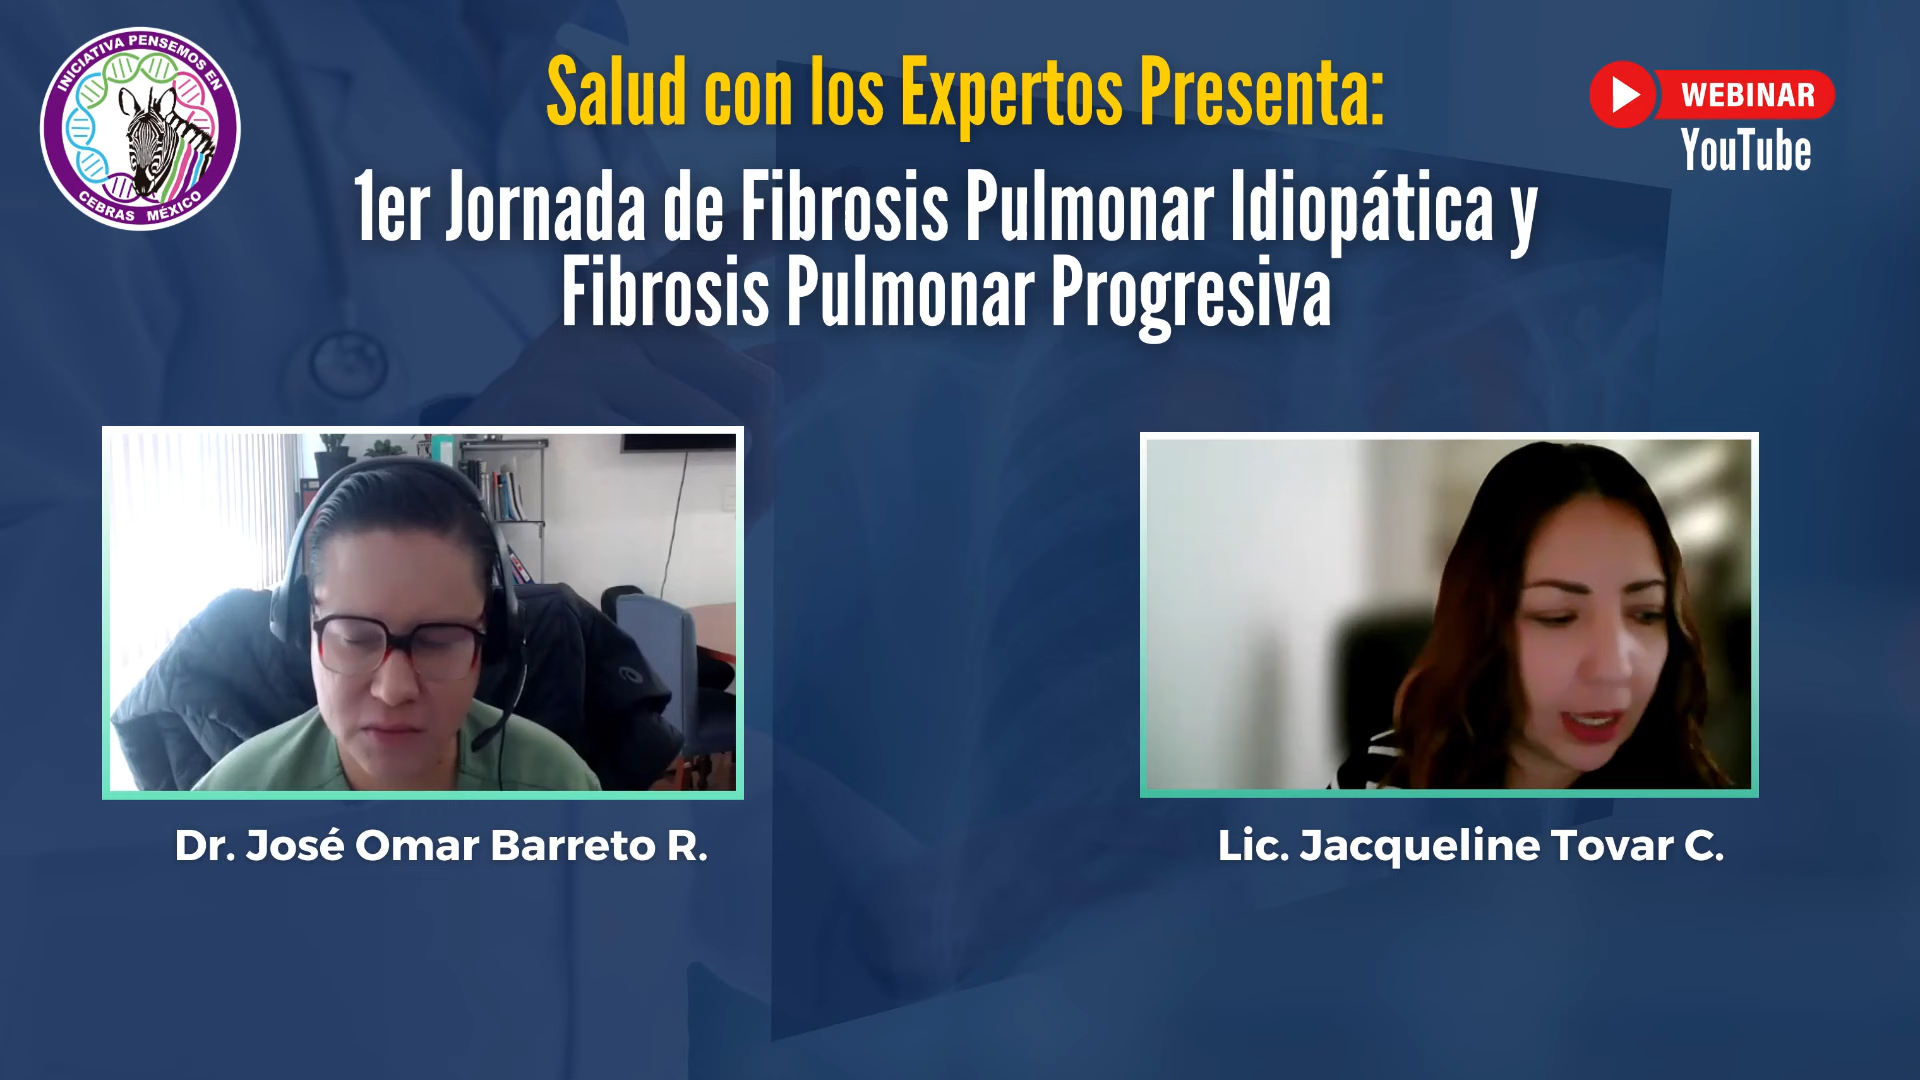 INICIATIVA PENSEMOS EN
CEBRAS MÉXICO
Salud con los Expertos Presenta:
WEBINAR
YouTube
1er Jornada de Fibrosis Pulmonar Idiopática y
Fibrosis Pulmonar Progresiva
Dr. José Omar Barreto R.
Lic. Jacqueline Tovar C.